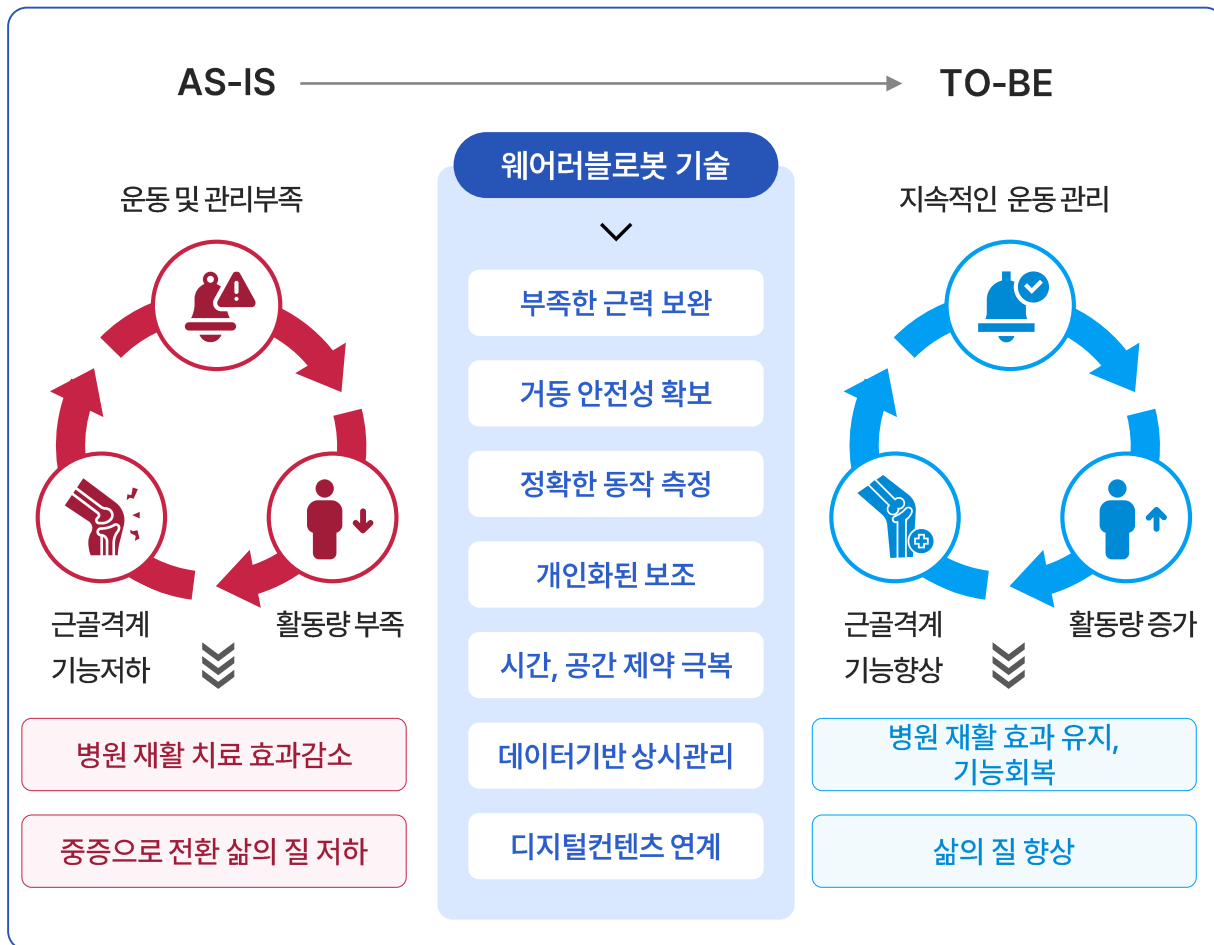 AS-IS
TO-BE
운동 및 관리부족
근골격계
기능저하
활동량 부족
병원 재활 치료 효과감소
중증으로 전환 삶의 질 저하
웨어러블로봇 기술
부족한 근력 보완
거동 안전성 확보
정확한 동작 측정
개인화된 보조
시간, 공간 제약 극복
데이터기반 상시관리
디지털컨텐츠 연계
지속적인 운동 관리
근골격계
기능향상
활동량 증가
병원 재활 효과 유지,
기능회복
삶의 질 향상